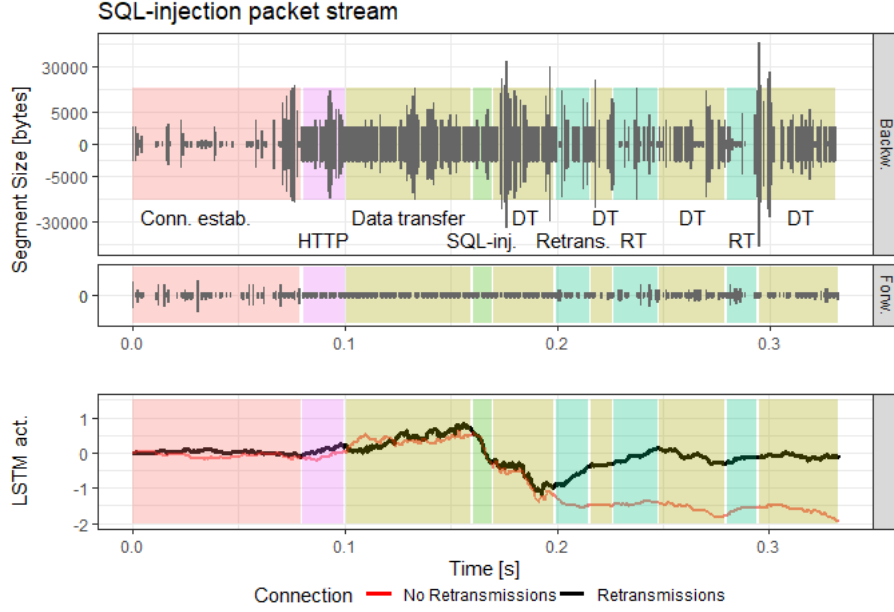 SQL-injection packet stream
Segment Size [bytes]
30000
5000
0
-5000
-30000
Backw.
Conn. estab.
Data transfer
DT
DT
DT
DT
HTTP
SQL-inj.
Retrans.
RT
RT
0
Forw.
0.0
0.1
0.2
0.3
LSTM act.
1
0
-1
-2
0.0
0.1
0.2
0.3
Time [s]
Connection
No Retransmissions
Retransmissions